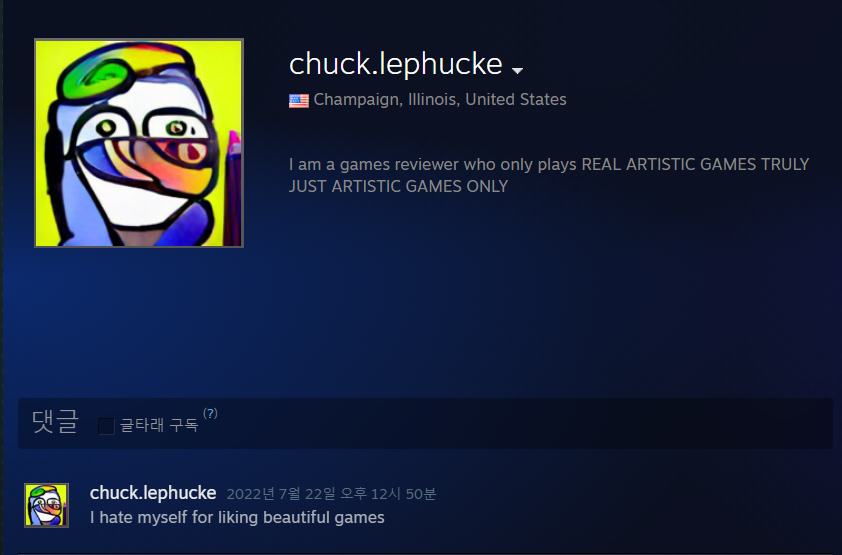 chuck.lephucke
Champaign, Illinois, United States
I am a games reviewer who only plays REAL ARTISTIC GAMES TRULY
JUST ARTISTIC GAMES ONLY
댓글 글타래 구독 (?)
chuck.lephucke 2022년 7월 22일 오후 12시 50분
I hate myself for liking beautiful games